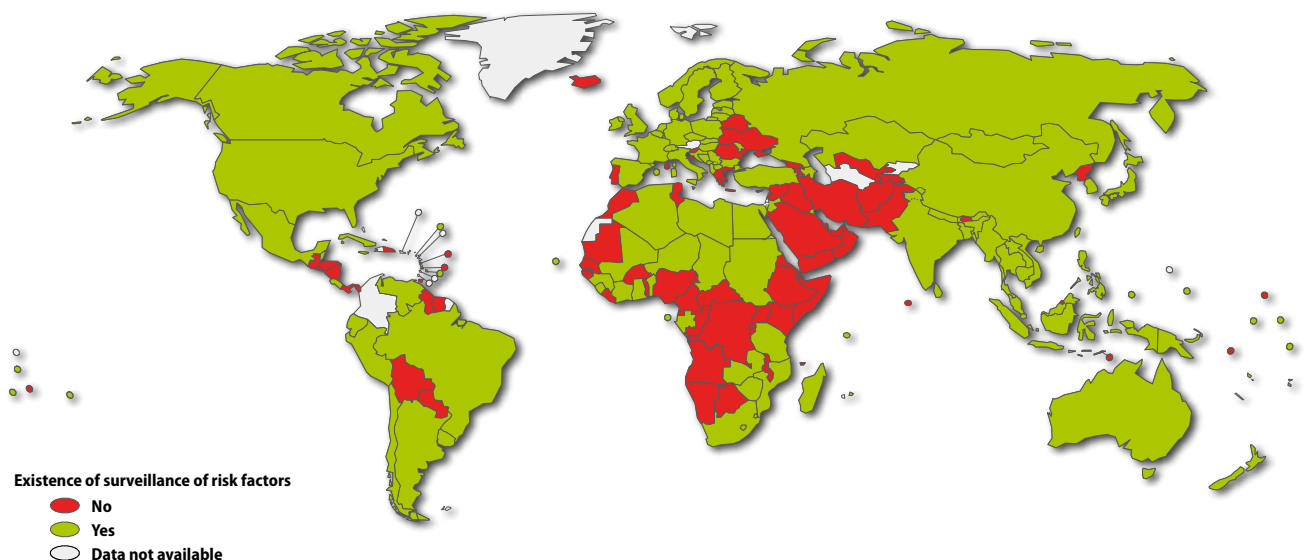 Existence of surveillance of risk factors
No
Yes
Data not available